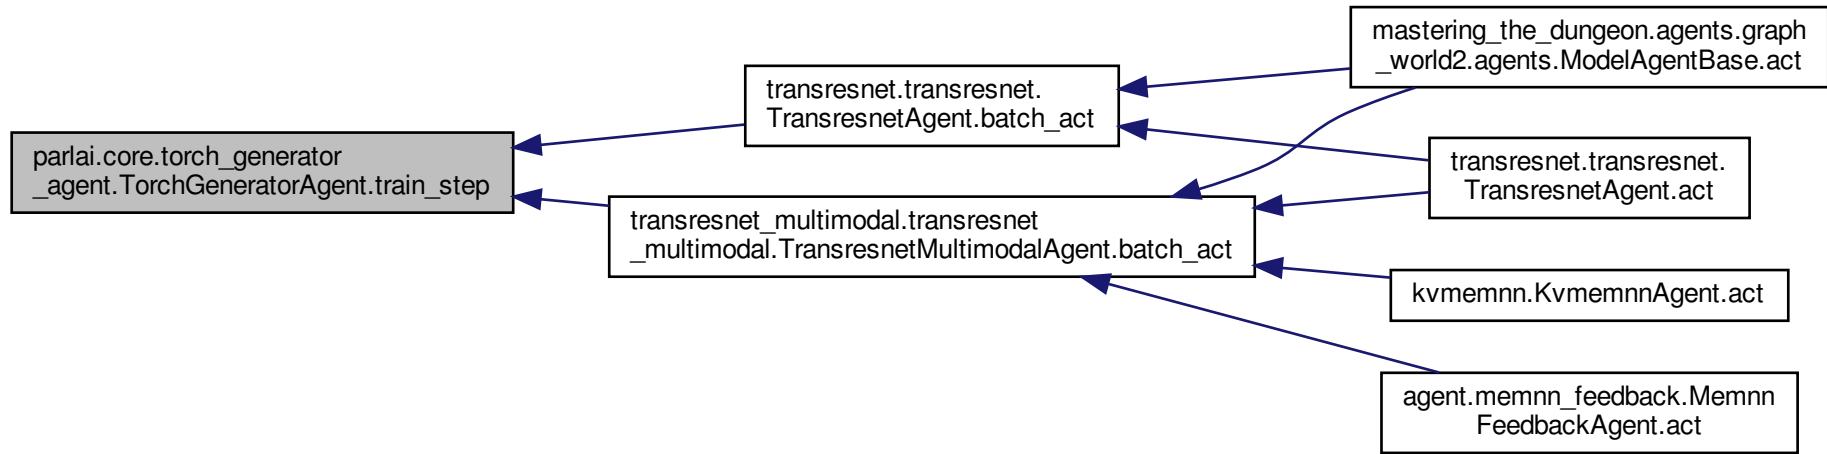 parlai.core.torch_generator
_agent.TorchGeneratorAgent.train_step
transresnet.transresnet.
TransresnetAgent.batch_act
transresnet_multimodal.transresnet
_multimodal.TransresnetMultimodalAgent.batch_act
mastering_the_dungeon.agents.graph
_world2.agents.ModelAgentBase.act
transresnet.transresnet.
TransresnetAgent.act
kvmemnn.KvmemnnAgent.act
agent.memnn_feedback.Memnn
FeedbackAgent.act